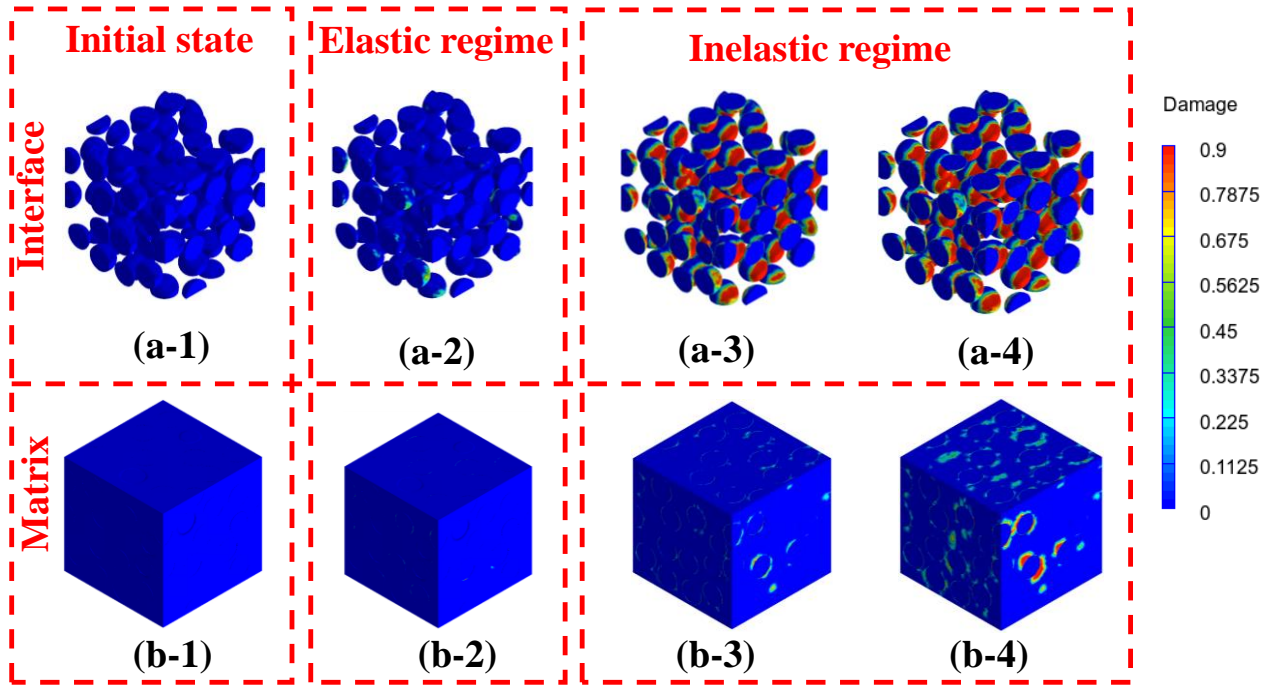 Initial state
Elastic regime
Inelastic regime
Interface
(a-1)
(a-2)
(a-3)
(a-4)
Matrix
(b-1)
(b-2)
(b-3)
(b-4)
Damage
0.9
0.7875
0.675
0.5625
0.45
0.3375
0.225
0.1125
0